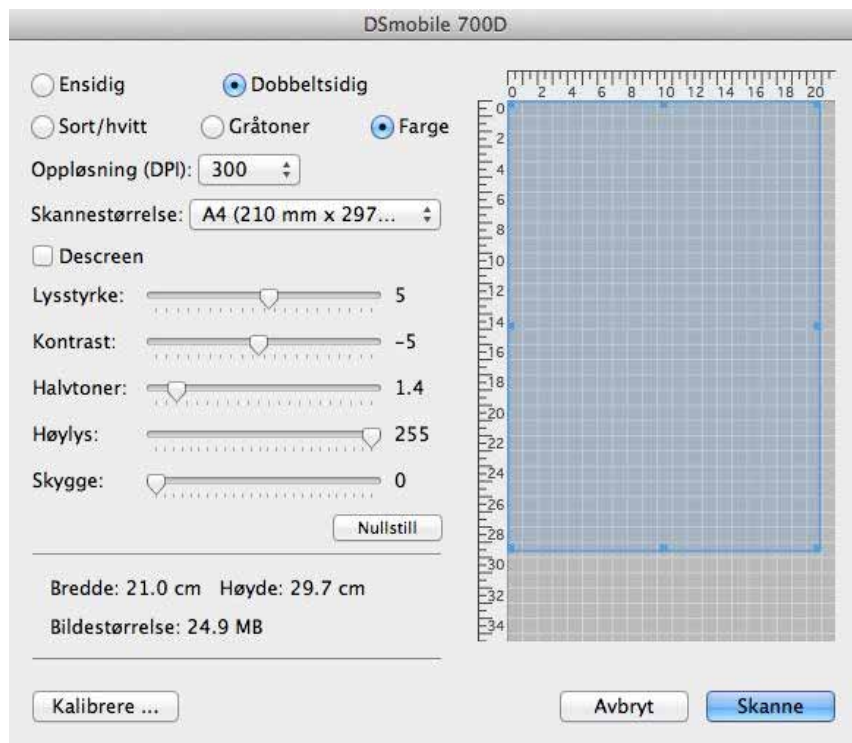 DSmobile 700D
Ensidig Dobbeltsidig
Sort/hvitt Gråtoner Farge
Oppløsning (DPI): 300
Skannestørrelse: A4 (210 mm x 297...
Descreen
Lysstyrke: 5
Kontrast: -5
Halvtoner: 1.4
Høylys: 255
Skygge: 0
Nullstill
Bredde: 21.0 cm Høyde: 29.7 cm
Bildestørrelse: 24.9 MB
Kalibrere ...
0 2 4 6 8 10 12 14 16 18 20
0
2
4
6
8
10
12
14
16
18
20
22
24
26
28
30
32
34
Avbryt Skanne